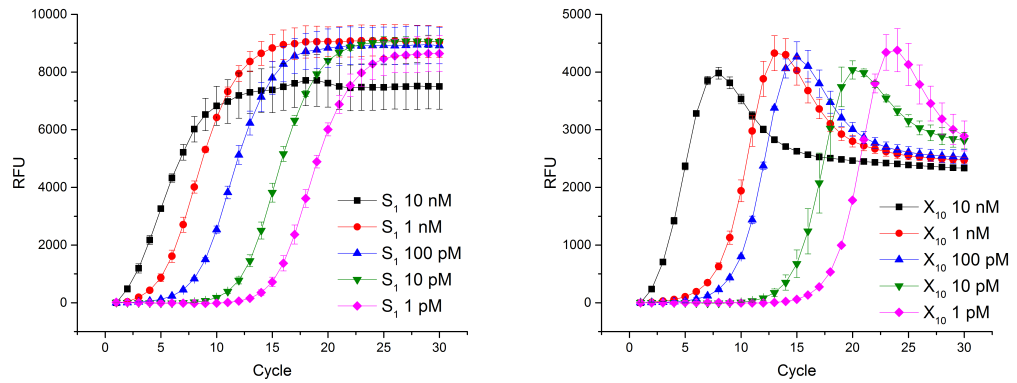 10000
8000
6000
4000
2000
0
RFU
0 5 10 15 20 25 30
Cycle
S₁ 10 nM
S₁ 1 nM
S₁ 100 pM
S₁ 10 pM
S₁ 1 pM
5000
4000
3000
2000
1000
0
RFU
0 5 10 15 20 25 30
Cycle
X₁₀ 10 nM
X₁₀ 1 nM
X₁₀ 100 pM
X₁₀ 10 pM
X₁₀ 1 pM